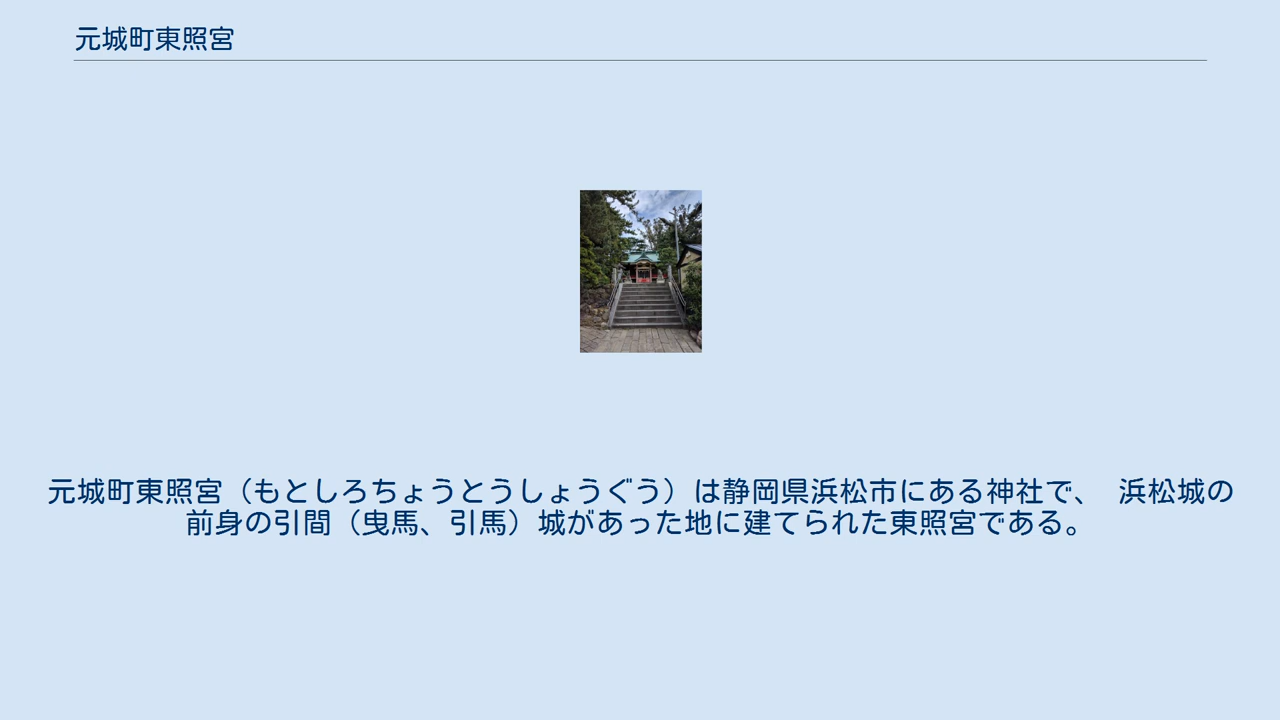 元城町東照宮
元城町東照宮（もとしろちょうとうしょうぐう）は静岡県浜松市にある神社で、　浜松城の
前身の引間（曳馬、引馬）城があった地に建てられた東照宮である。